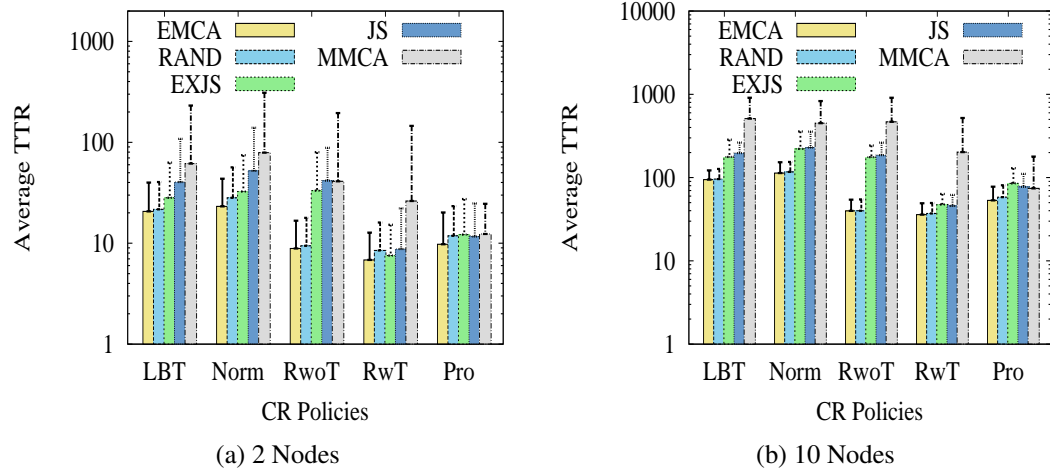 EMCA JS
RAND MMCA
EXJS
1000
100
10
1
Average TTR
LBT Norm RwoT RwT Pro
CR Policies
(a) 2 Nodes
EMCA JS
RAND MMCA
EXJS
10000
1000
100
10
1
Average TTR
LBT Norm RwoT RwT Pro
CR Policies
(b) 10 Nodes